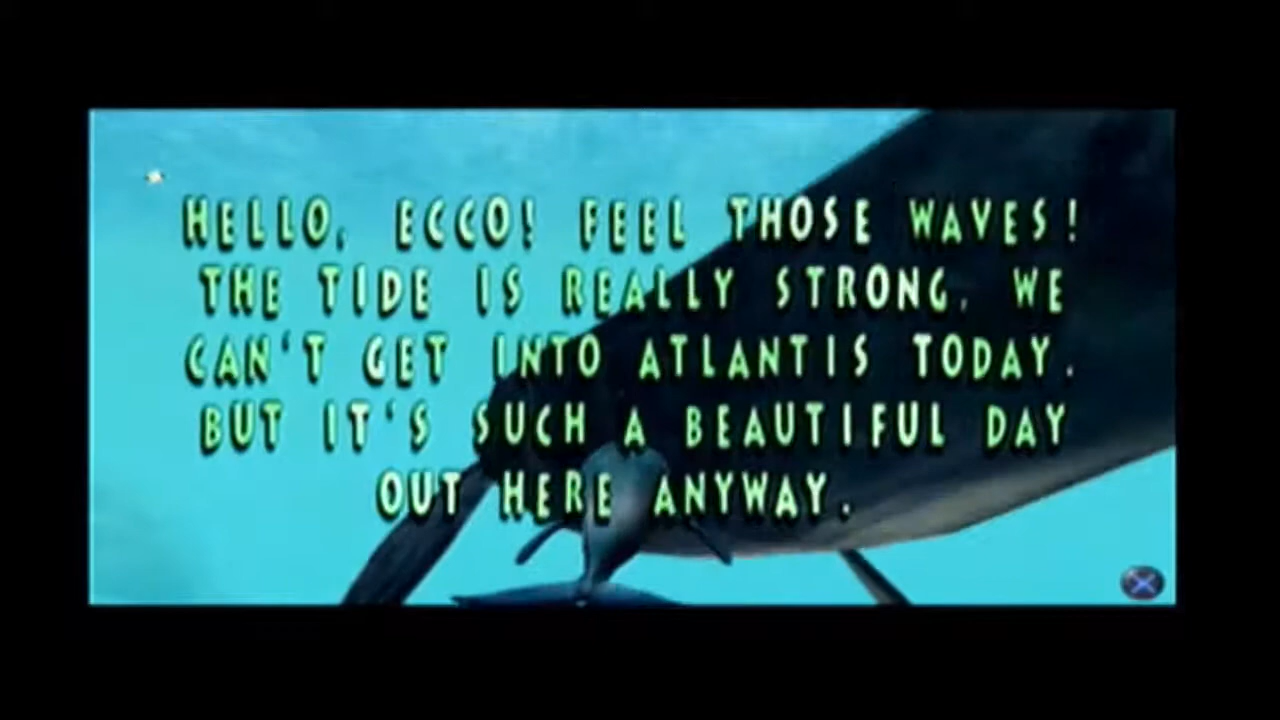 HELLO, ECCO! FEEL THOSE WAVES!
THE TIDE IS REALLY STRONG. WE
CAN'T GET INTO ATLANTIS TODAY.
BUT IT'S SUCH A BEAUTIFUL DAY
OUT HERE ANYWAY.